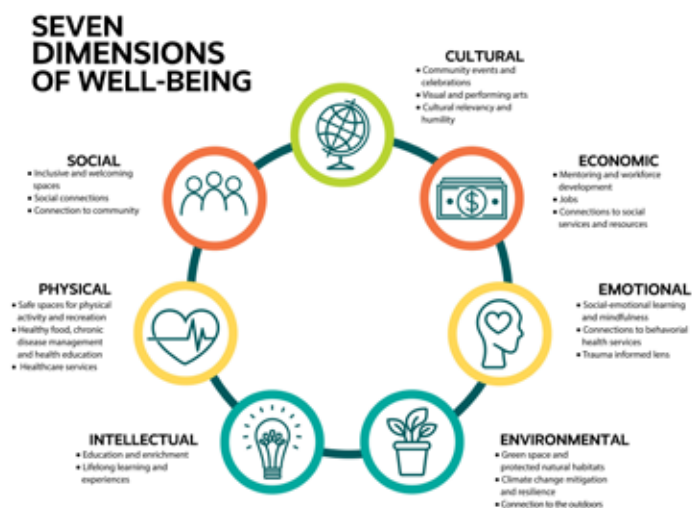 SEVEN
DIMENSIONS
OF WELL-BEING
CULTURAL
• Community events and
celebrations
• Visual and performing arts
• Cultural relevancy and
humility
ECONOMIC
• Mentoring and workforce
development
• Jobs
• Connections to social
services and resources
EMOTIONAL
• Social-emotional learning
and mindfulness
• Connections to behavorial
health services
• Trauma informed lens
ENVIRONMENTAL
• Green space and
protected natural habitats
• Climate change mitigation
and resilience
• Connection to the outdoors
INTELLECTUAL
• Education and enrichment
• Lifelong learning and
experiences
PHYSICAL
• Safe spaces for physical
activity and recreation
• Healthy food, chronic
disease management
and health education
• Healthcare services
SOCIAL
• Inclusive and welcoming
spaces
• Social connections
• Connection to community
$